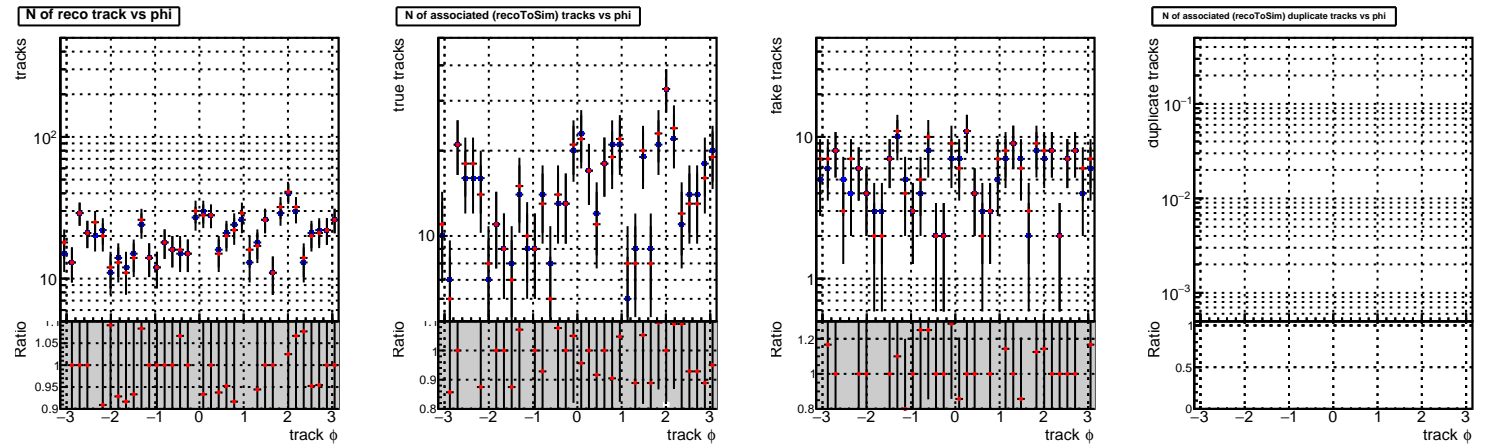 N of reco track vs phi
tracks
10²
10
Ratio
1.1
1.05
1
0.95
0.9
−3 −2 −1 0 1 2 3
track ϕ
N of associated (recoToSim) tracks vs phi
true tracks
10
Ratio
1.1
1
0.9
0.8
−3 −2 −1 0 1 2 3
track ϕ
fake tracks
10
1
Ratio
1.2
1
0.8
−3 −2 −1 0 1 2 3
track ϕ
N of associated (recoToSim) duplicate tracks vs phi
duplicate tracks
10⁻¹
10⁻²
10⁻³
Ratio
1
0.5
0
−3 −2 −1 0 1 2 3
track ϕ